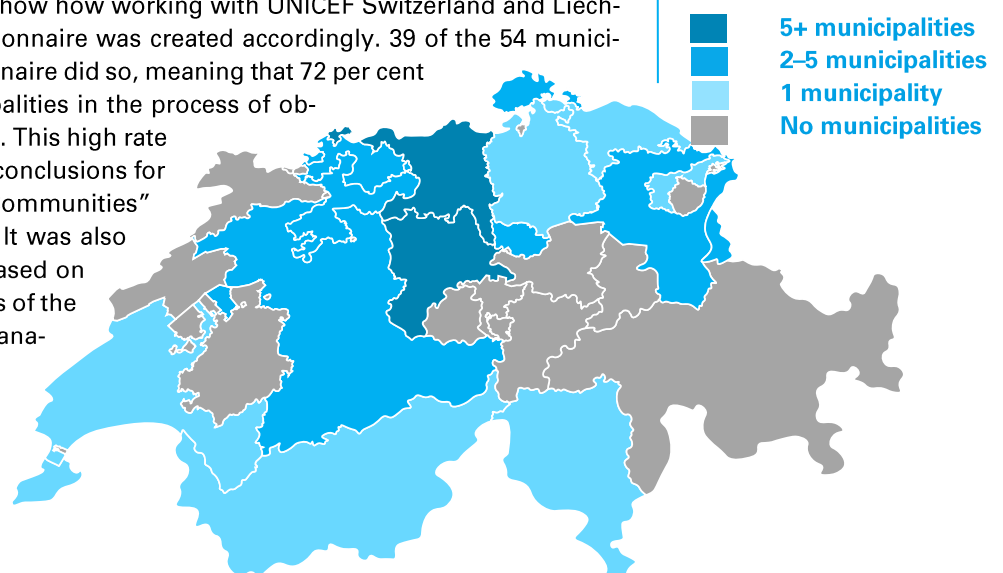 how how working with UNICEF Switzerland and Liech-
onnaire was created accordingly. 39 of the 54 munici-
naire did so, meaning that 72 per cent
palities in the process of ob-
. This high rate
conclusions for
ommunities”
It was also
ased on
s of the
ana-
5+ municipalities
2–5 municipalities
1 municipality
No municipalities